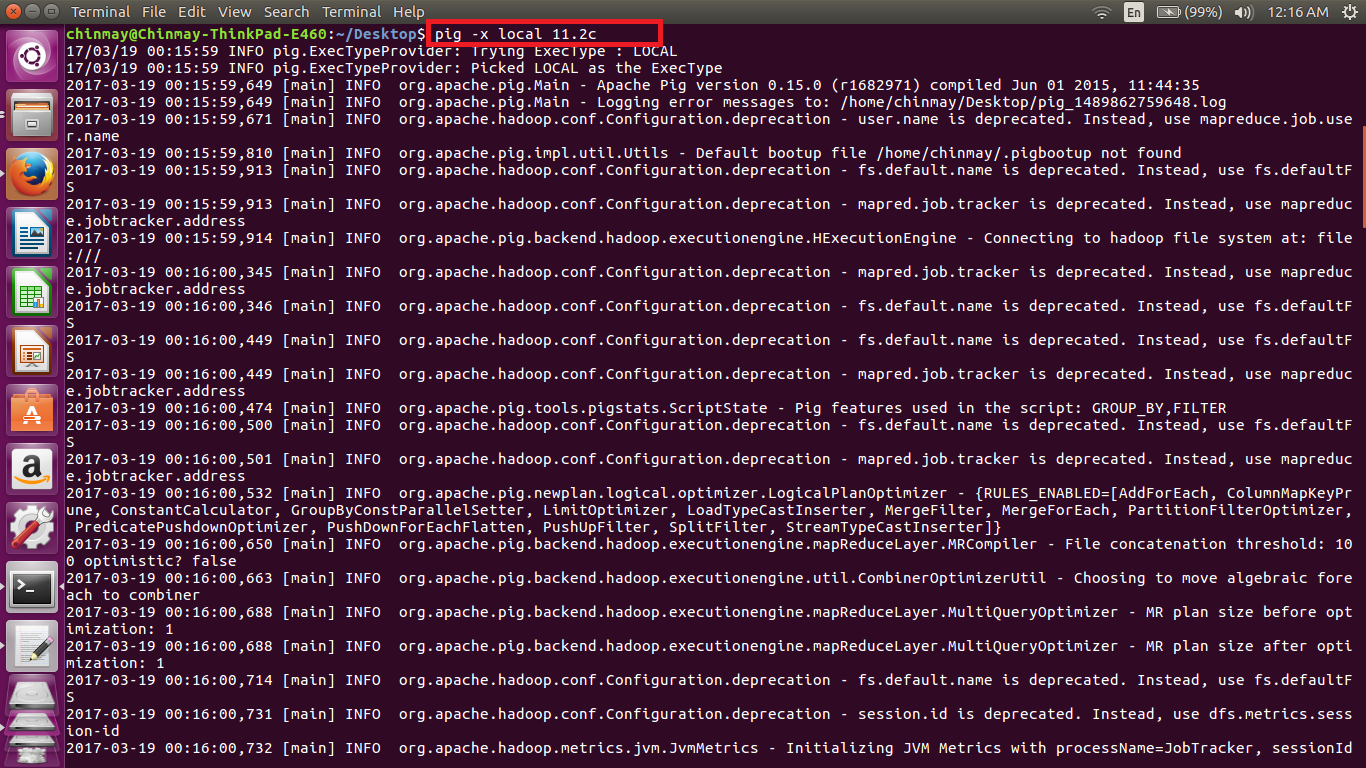 Terminal File Edit View Search Terminal Help En (99%) 12:16 AM
chinmay@Chinmay-ThinkPad-E460:~/Desktop$ pig -x local 11.2c
17/03/19 00:15:59 INFO pig.ExecTypeProvider: Trying ExecType : LOCAL
17/03/19 00:15:59 INFO pig.ExecTypeProvider: Picked LOCAL as the ExecType
2017-03-19 00:15:59,649 [main] INFO  org.apache.pig.Main - Apache Pig version 0.15.0 (r1682971) compiled Jun 01 2015, 11:44:35
2017-03-19 00:15:59,649 [main] INFO  org.apache.pig.Main - Logging error messages to: /home/chinmay/Desktop/pig_1489862759648.log
2017-03-19 00:15:59,671 [main] INFO  org.apache.hadoop.conf.Configuration.deprecation - user.name is deprecated. Instead, use mapreduce.job.use
r.name
2017-03-19 00:15:59,810 [main] INFO  org.apache.pig.impl.util.Utils - Default bootup file /home/chinmay/.pigbootup not found
2017-03-19 00:15:59,913 [main] INFO  org.apache.hadoop.conf.Configuration.deprecation - fs.default.name is deprecated. Instead, use fs.defaultF
S
2017-03-19 00:15:59,913 [main] INFO  org.apache.hadoop.conf.Configuration.deprecation - mapred.job.tracker is deprecated. Instead, use mapreduc
e.jobtracker.address
2017-03-19 00:15:59,914 [main] INFO  org.apache.pig.backend.hadoop.executionengine.HExecutionEngine - Connecting to hadoop file system at: file
:///
2017-03-19 00:16:00,345 [main] INFO  org.apache.hadoop.conf.Configuration.deprecation - mapred.job.tracker is deprecated. Instead, use mapreduc
e.jobtracker.address
2017-03-19 00:16:00,346 [main] INFO  org.apache.hadoop.conf.Configuration.deprecation - fs.default.name is deprecated. Instead, use fs.defaultF
S
2017-03-19 00:16:00,449 [main] INFO  org.apache.hadoop.conf.Configuration.deprecation - fs.default.name is deprecated. Instead, use fs.defaultF
S
2017-03-19 00:16:00,449 [main] INFO  org.apache.hadoop.conf.Configuration.deprecation - mapred.job.tracker is deprecated. Instead, use mapreduc
e.jobtracker.address
2017-03-19 00:16:00,474 [main] INFO  org.apache.pig.tools.pigstats.ScriptState - Pig features used in the script: GROUP_BY,FILTER
2017-03-19 00:16:00,500 [main] INFO  org.apache.hadoop.conf.Configuration.deprecation - fs.default.name is deprecated. Instead, use fs.defaultF
S
2017-03-19 00:16:00,501 [main] INFO  org.apache.hadoop.conf.Configuration.deprecation - mapred.job.tracker is deprecated. Instead, use mapreduc
e.jobtracker.address
2017-03-19 00:16:00,532 [main] INFO  org.apache.pig.newplan.logical.optimizer.LogicalPlanOptimizer - {RULES_ENABLED=[AddForEach, ColumnMapKeyPr
une, ConstantCalculator, GroupByConstParallelSetter, LimitOptimizer, LoadTypeCastInserter, MergeFilter, MergeForEach, PartitionFilterOptimizer,
 PredicatePushdownOptimizer, PushDownForEachFlatten, PushUpFilter, SplitFilter, StreamTypeCastInserter]}
2017-03-19 00:16:00,650 [main] INFO  org.apache.pig.backend.hadoop.executionengine.mapReduceLayer.MRCompiler - File concatenation threshold: 10
0 optimistic? false
2017-03-19 00:16:00,663 [main] INFO  org.apache.pig.backend.hadoop.executionengine.util.CombinerOptimizerUtil - Choosing to move algebraic fore
ach to combiner
2017-03-19 00:16:00,688 [main] INFO  org.apache.pig.backend.hadoop.executionengine.mapReduceLayer.MultiQueryOptimizer - MR plan size before opt
imization: 1
2017-03-19 00:16:00,688 [main] INFO  org.apache.pig.backend.hadoop.executionengine.mapReduceLayer.MultiQueryOptimizer - MR plan size after opti
mization: 1
2017-03-19 00:16:00,714 [main] INFO  org.apache.hadoop.conf.Configuration.deprecation - fs.default.name is deprecated. Instead, use fs.defaultF
S
2017-03-19 00:16:00,731 [main] INFO  org.apache.hadoop.conf.Configuration.deprecation - session.id is deprecated. Instead, use dfs.metrics.sess
ion-id
2017-03-19 00:16:00,732 [main] INFO  org.apache.hadoop.metrics.jvm.JvmMetrics - Initializing JVM Metrics with processName=JobTracker, sessionId